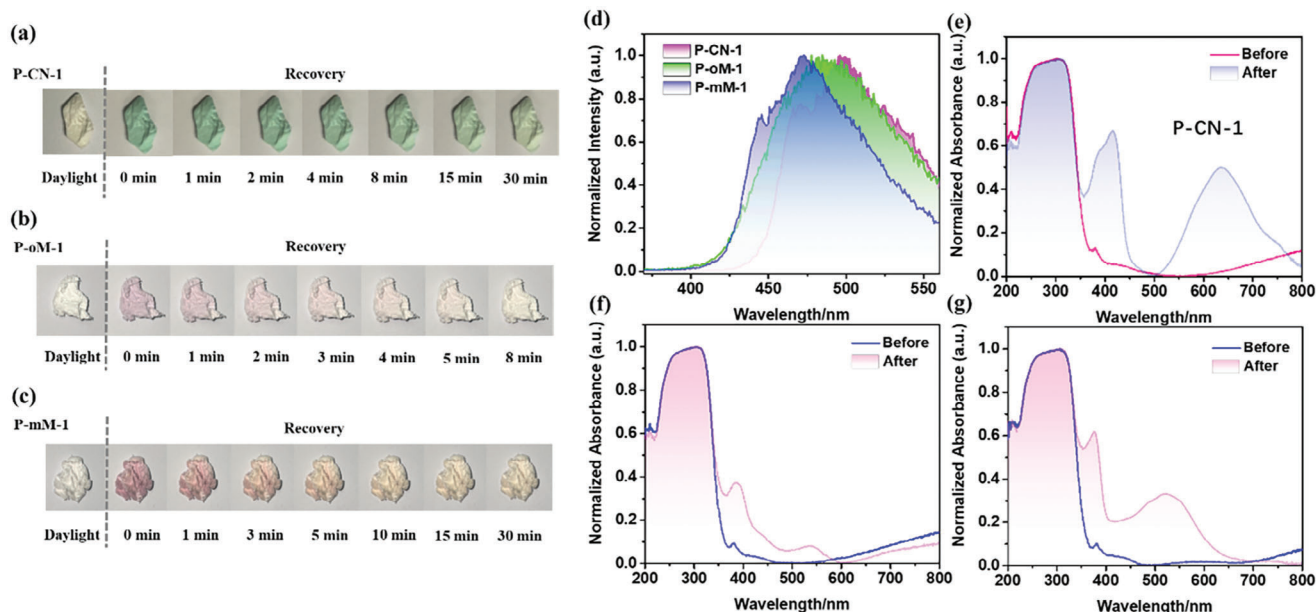 (a)
P-CN-1
Recovery
Daylight 0 min 1 min 2 min 4 min 8 min 15 min 30 min
(b)
P-oM-1
Recovery
Daylight 0 min 1 min 2 min 3 min 4 min 5 min 8 min
(c)
P-mM-1
Recovery
Daylight 0 min 1 min 3 min 5 min 10 min 15 min 30 min
(d)
P-CN-1
P-oM-1
P-mM-1
Normalized Intensity (a.u.)
1.0
0.8
0.6
0.4
0.2
0.0
400 450 500 550
Wavelength/nm
(e)
Before
After
P-CN-1
Normalized Absorbance (a.u.)
1.0
0.8
0.6
0.4
0.2
0.0
200 300 400 500 600 700 800
Wavelength/nm
(f)
Before
After
Normalized Absorbance (a.u.)
1.0
0.8
0.6
0.4
0.2
0.0
200 300 400 500 600 700 800
Wavelength/nm
(g)
Before
After
Normalized Absorbance (a.u.)
1.0
0.8
0.6
0.4
0.2
0.0
200 300 400 500 600 700 800
Wavelength/nm